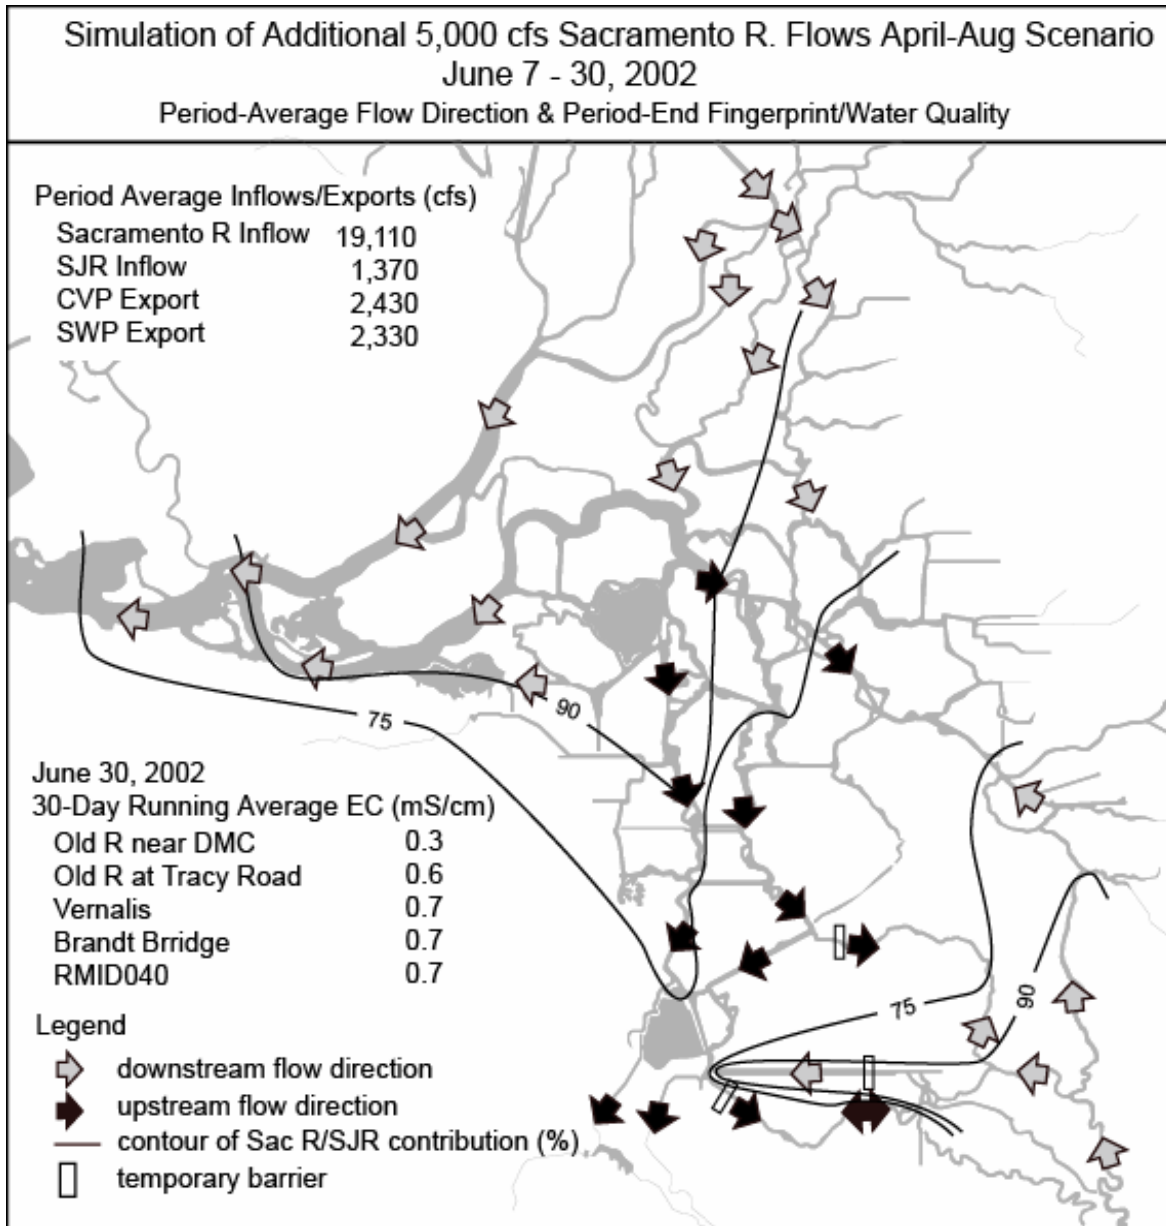 Simulation of Additional 5,000 cfs Sacramento R. Flows April-Aug Scenario
June 7 - 30, 2002
Period-Average Flow Direction & Period-End Fingerprint/Water Quality
Period Average Inflows/Exports (cfs)
Sacramento R Inflow 19,110
SJR Inflow 1,370
CVP Export 2,430
SWP Export 2,330
90
75
June 30, 2002
30-Day Running Average EC (mS/cm)
Old R near DMC 0.3
Old R at Tracy Road 0.6
Vernalis 0.7
Brandt Brridge 0.7
RMID040 0.7
75
90
Legend
downstream flow direction
upstream flow direction
contour of Sac R/SJR contribution (%)
temporary barrier